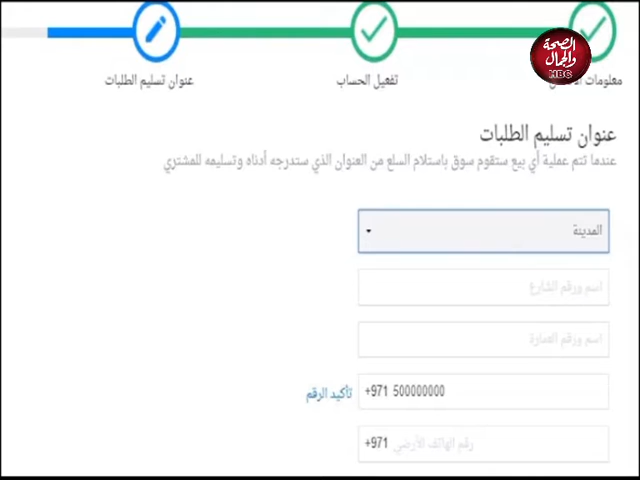 الصحة
والجمال
MBC
معلومات
تفعيل الحساب
عنوان تسليم الطلبات
عنوان تسليم الطلبات
عندما تتم عملية أي بيع ستقوم سوق باستلام السلع من العنوان الذي ستدرجه أدناه وتسليمه للمشتري
المدينة
اسم ورقم الشارع
اسم ورقم العمارة
+971 500000000 تأكيد الرقم
+971 رقم الهاتف الأرضي